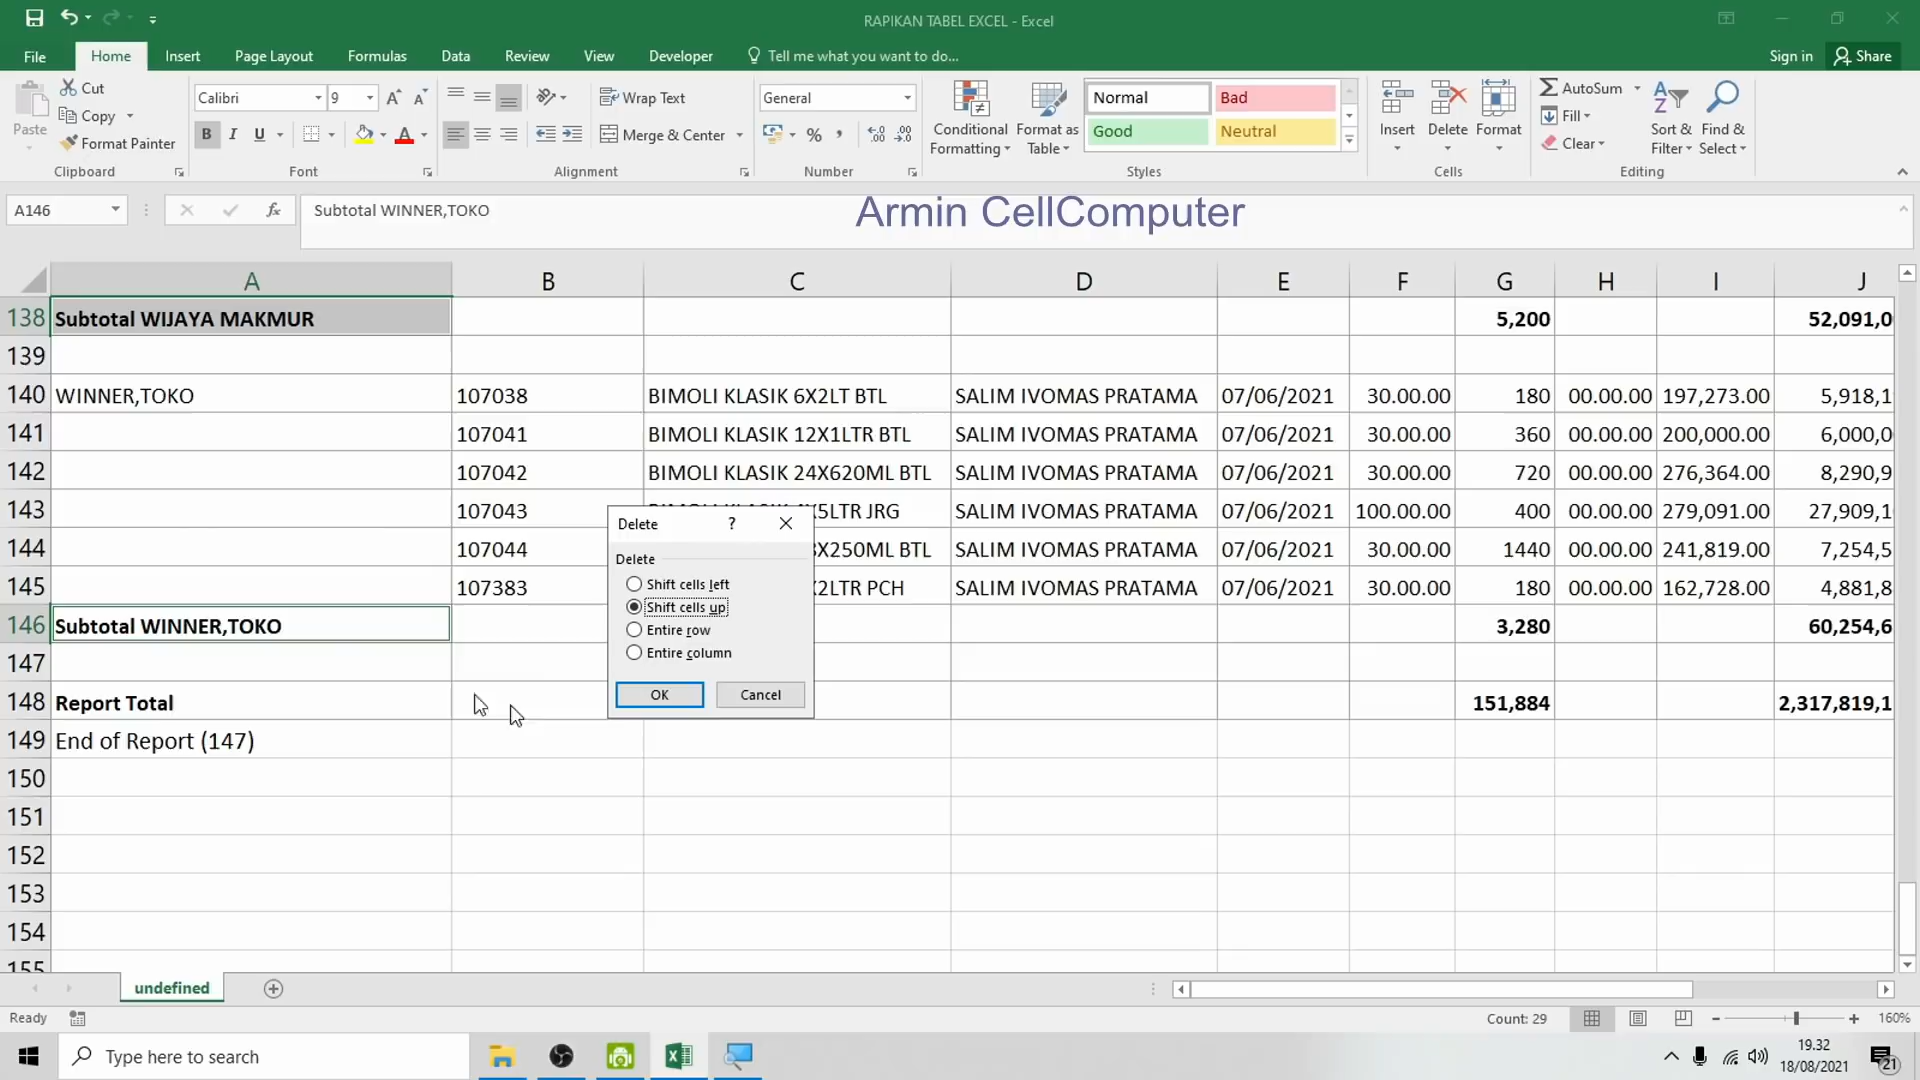 RAPIKAN TABEL EXCEL - Excel
File Home Insert Page Layout Formulas Data Review View Developer Tell me what you want to do... Sign in Share
Paste
Cut
Copy
Format Painter
Clipboard
Calibri 9
B I U
Font
Wrap Text
Merge & Center
Alignment
General
%
Number
Conditional
Formatting
Format as
Table
Normal Bad
Good Neutral
Styles
Insert Delete Format
Cells
AutoSum
Fill
Clear
Sort &
Filter
Find &
Select
Editing
A146 fx Subtotal WINNER,TOKO
Armin CellComputer
A B C D E F G H I J
138 Subtotal WIJAYA MAKMUR 5,200 52,091,0
139
140 WINNER,TOKO 107038 BIMOLI KLASIK 6X2LT BTL SALIM IVOMAS PRATAMA 07/06/2021 30.00.00 180 00.00.00 197,273.00 5,918,1
141 107041 BIMOLI KLASIK 12X1LTR BTL SALIM IVOMAS PRATAMA 07/06/2021 30.00.00 360 00.00.00 200,000.00 6,000,0
142 107042 BIMOLI KLASIK 24X620ML BTL SALIM IVOMAS PRATAMA 07/06/2021 30.00.00 720 00.00.00 276,364.00 8,290,9
143 107043 X5LTR JRG SALIM IVOMAS PRATAMA 07/06/2021 100.00.00 400 00.00.00 279,091.00 27,909,1
144 107044 X250ML BTL SALIM IVOMAS PRATAMA 07/06/2021 30.00.00 1440 00.00.00 241,819.00 7,254,5
145 107383 X2LTR PCH SALIM IVOMAS PRATAMA 07/06/2021 30.00.00 180 00.00.00 162,728.00 4,881,8
146 Subtotal WINNER,TOKO 3,280 60,254,6
147
148 Report Total 151,884 2,317,819,1
149 End of Report (147)
150
151
152
153
154
155
Delete ?
Delete
Shift cells left
Shift cells up
Entire row
Entire column
OK Cancel
undefined
Ready Count: 29 160%
Type here to search
19.32
18/08/2021
21